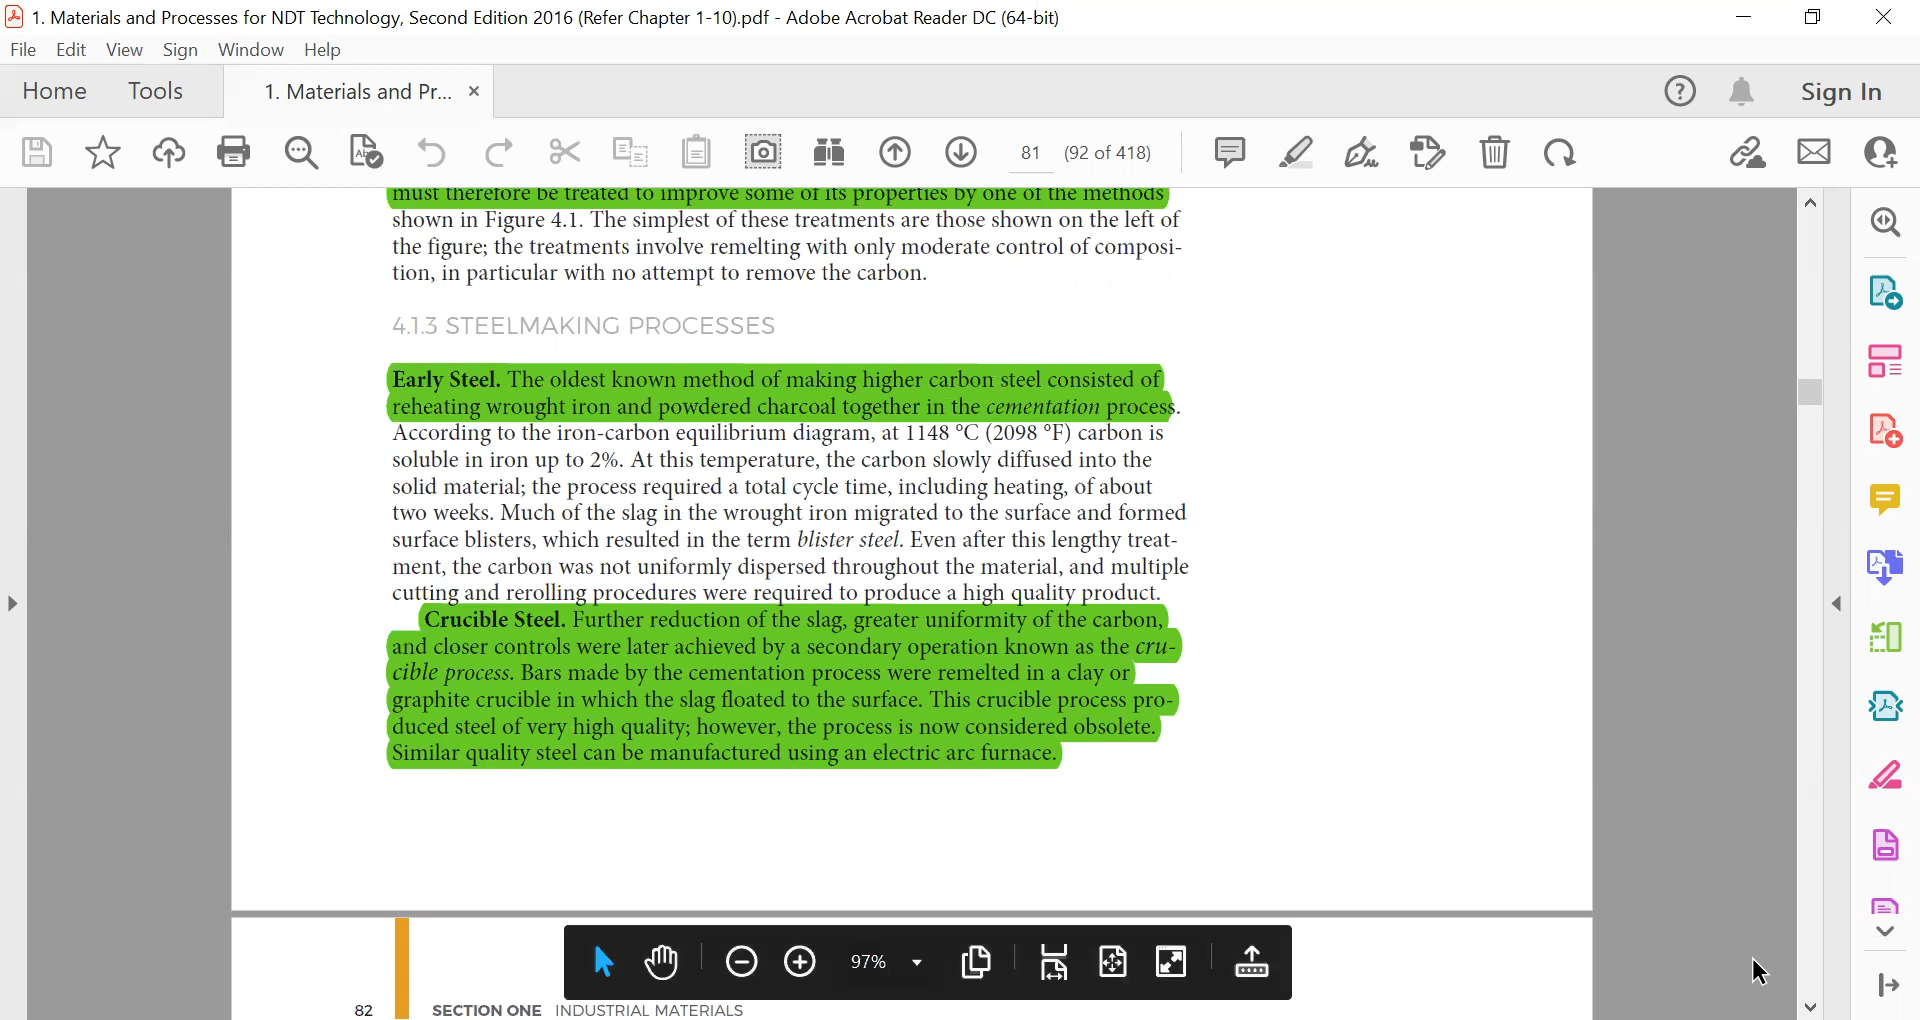 1. Materials and Processes for NDT Technology, Second Edition 2016 (Refer Chapter 1-10).pdf - Adobe Acrobat Reader DC (64-bit)
File Edit View Sign Window Help
Home Tools 1. Materials and Pr... × Sign In
81 (92 of 418)
must therefore be treated to improve some of its properties by one of the methods
shown in Figure 4.1. The simplest of these treatments are those shown on the left of
the figure; the treatments involve remelting with only moderate control of composi-
tion, in particular with no attempt to remove the carbon.
4.1.3 STEELMAKING PROCESSES
Early Steel. The oldest known method of making higher carbon steel consisted of
reheating wrought iron and powdered charcoal together in the cementation process.
According to the iron-carbon equilibrium diagram, at 1148 °C (2098 °F) carbon is
soluble in iron up to 2%. At this temperature, the carbon slowly diffused into the
solid material; the process required a total cycle time, including heating, of about
two weeks. Much of the slag in the wrought iron migrated to the surface and formed
surface blisters, which resulted in the term blister steel. Even after this lengthy treat-
ment, the carbon was not uniformly dispersed throughout the material, and multiple
cutting and rerolling procedures were required to produce a high quality product.
Crucible Steel. Further reduction of the slag, greater uniformity of the carbon,
and closer controls were later achieved by a secondary operation known as the cru-
cible process. Bars made by the cementation process were remelted in a clay or
graphite crucible in which the slag floated to the surface. This crucible process pro-
duced steel of very high quality; however, the process is now considered obsolete.
Similar quality steel can be manufactured using an electric arc furnace.
97%
82 SECTION ONE INDUSTRIAL MATERIALS